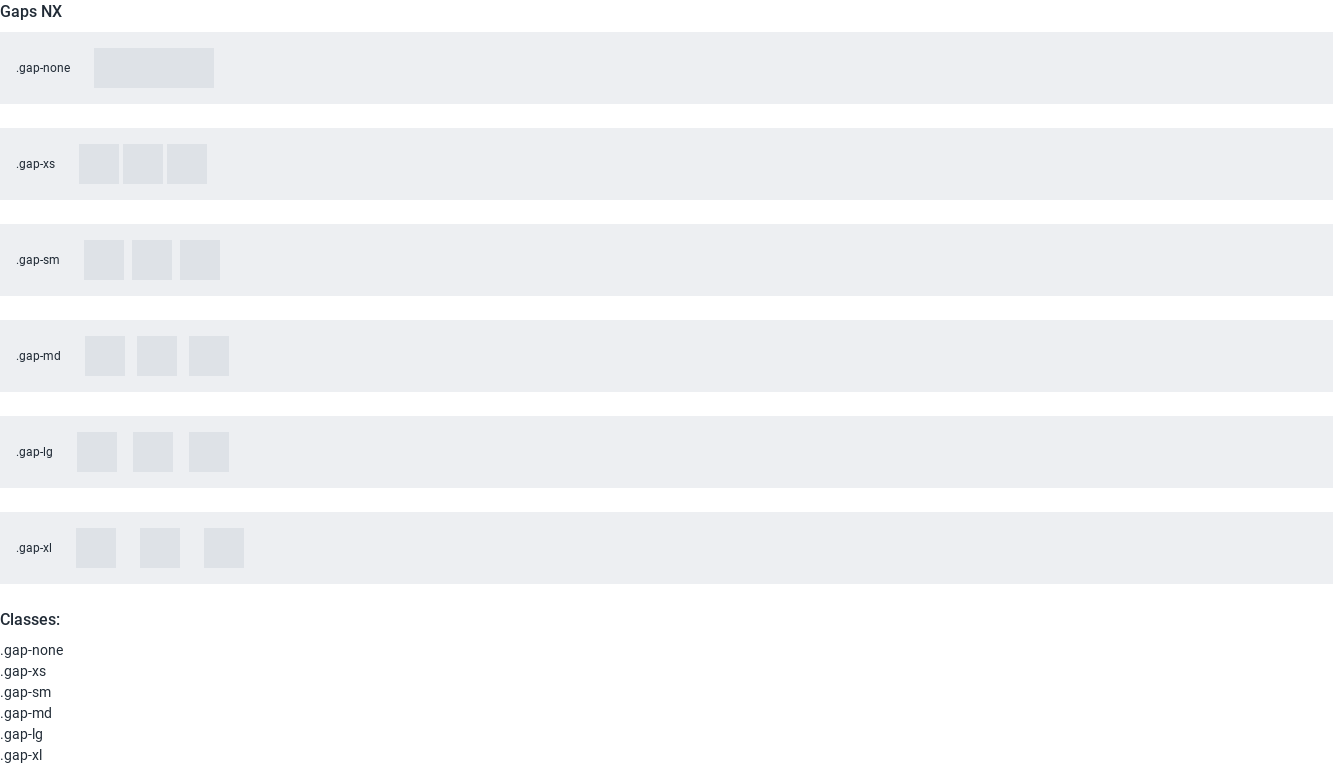 Gaps NX
.gap-none
.gap-xs
.gap-sm
.gap-md
.gap-lg
.gap-xl
Classes:
.gap-none
.gap-xs
.gap-sm
.gap-md
.gap-lg
.gap-xl